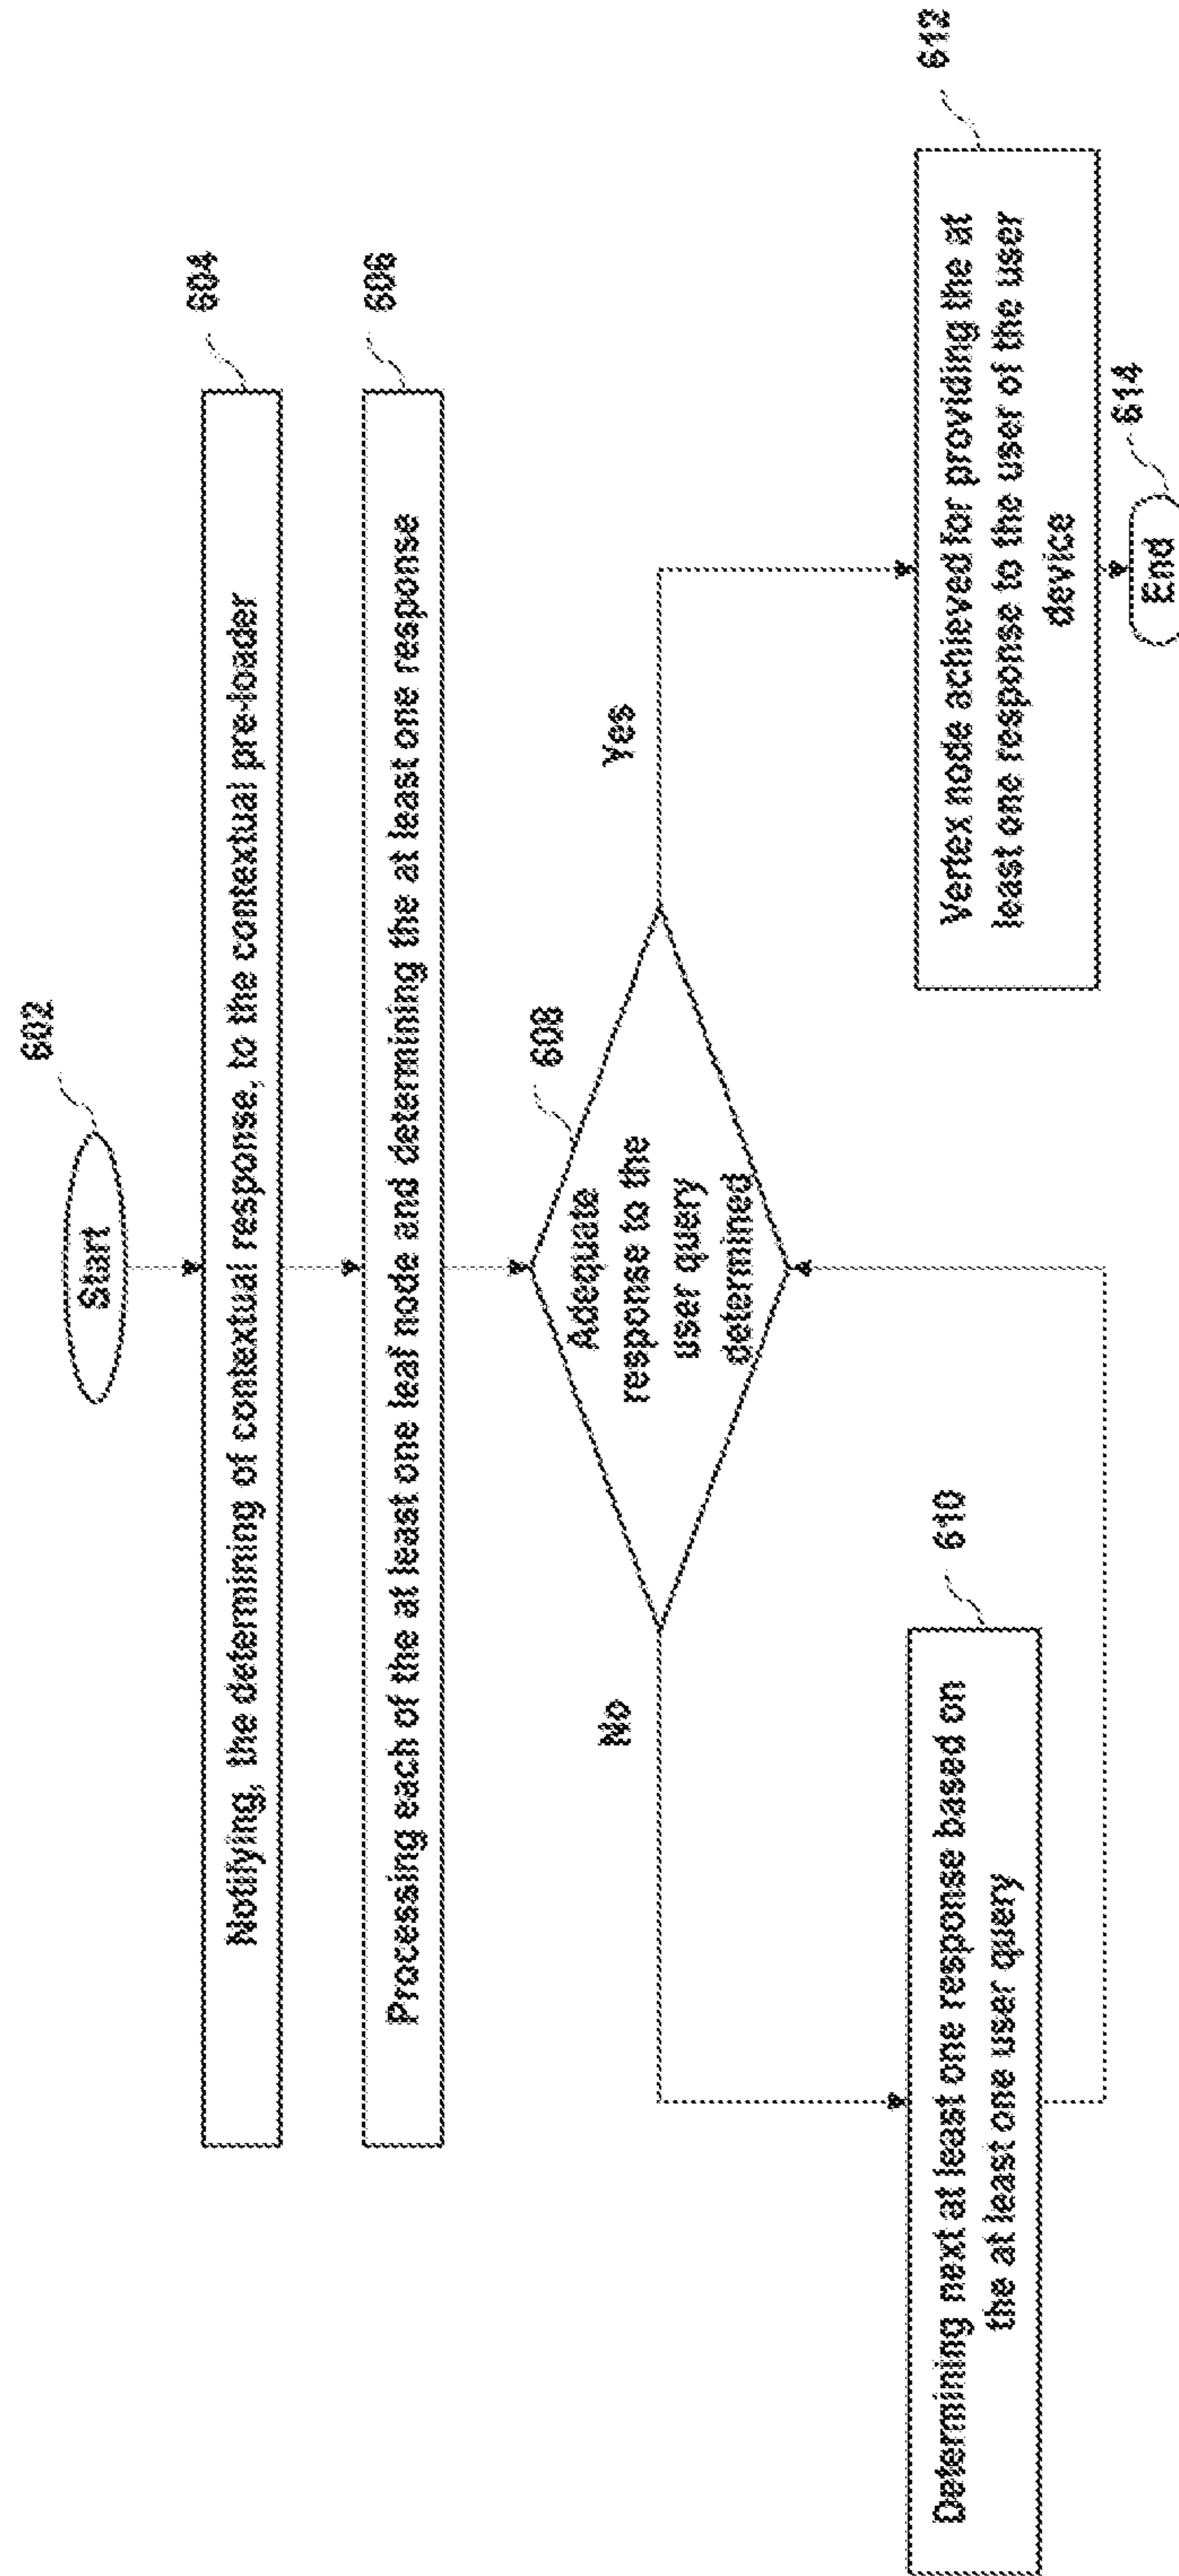 602
Start
604
Notifying, the determining of contextual response, to the contextual pre-loader
606
Processing each of the at least one leaf node and determining the at least one response
608
Adequate
response to the
user query
determined
No
Yes
610
Determining next at least one response based on
the at least one user query
612
Vertex node achieved for providing the at
least one response to the user of the user
device
614
End